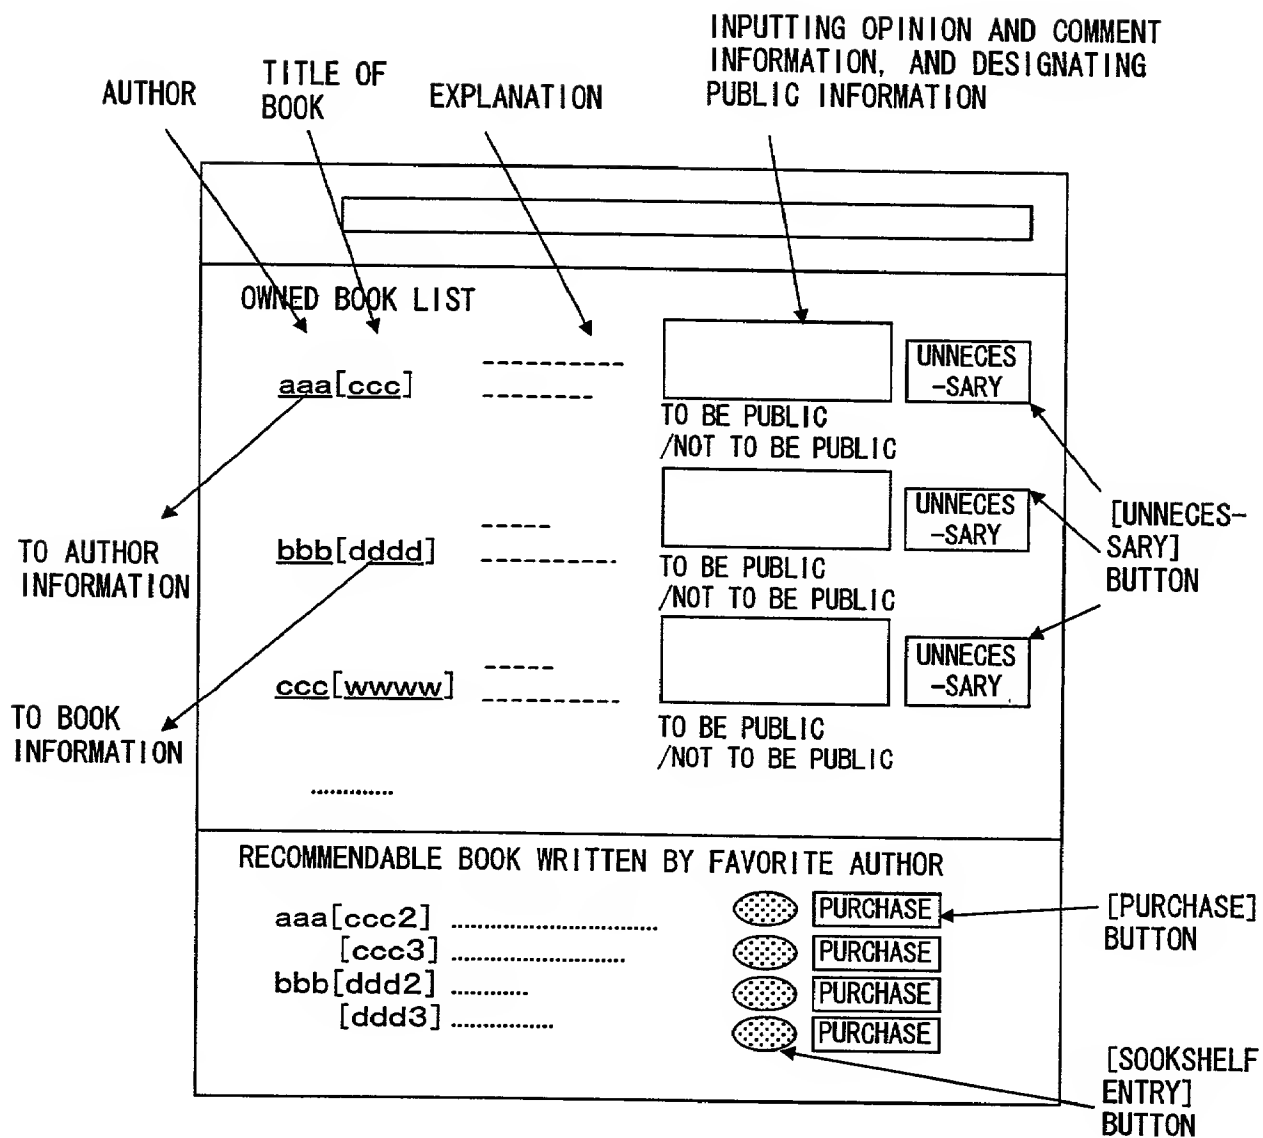 INPUTTING OPINION AND COMMENT
INFORMATION, AND DESIGNATING
PUBLIC INFORMATION
AUTHOR
TITLE OF
BOOK
EXPLANATION
OWNED BOOK LIST
aaa[ccc]
TO BE PUBLIC
/NOT TO BE PUBLIC
UNNECES
-SARY
bbb[dddd]
TO BE PUBLIC
/NOT TO BE PUBLIC
UNNECES
-SARY
ccc[wwww]
TO BE PUBLIC
/NOT TO BE PUBLIC
UNNECES
-SARY
[UNNECES-
SARY]
BUTTON
TO AUTHOR
INFORMATION
TO BOOK
INFORMATION
RECOMMENDABLE BOOK WRITTEN BY FAVORITE AUTHOR
aaa[ccc2] PURCHASE
[ccc3] PURCHASE
bbb[ddd2] PURCHASE
[ddd3] PURCHASE
[PURCHASE]
BUTTON
[SOOKSHELF
ENTRY]
BUTTON